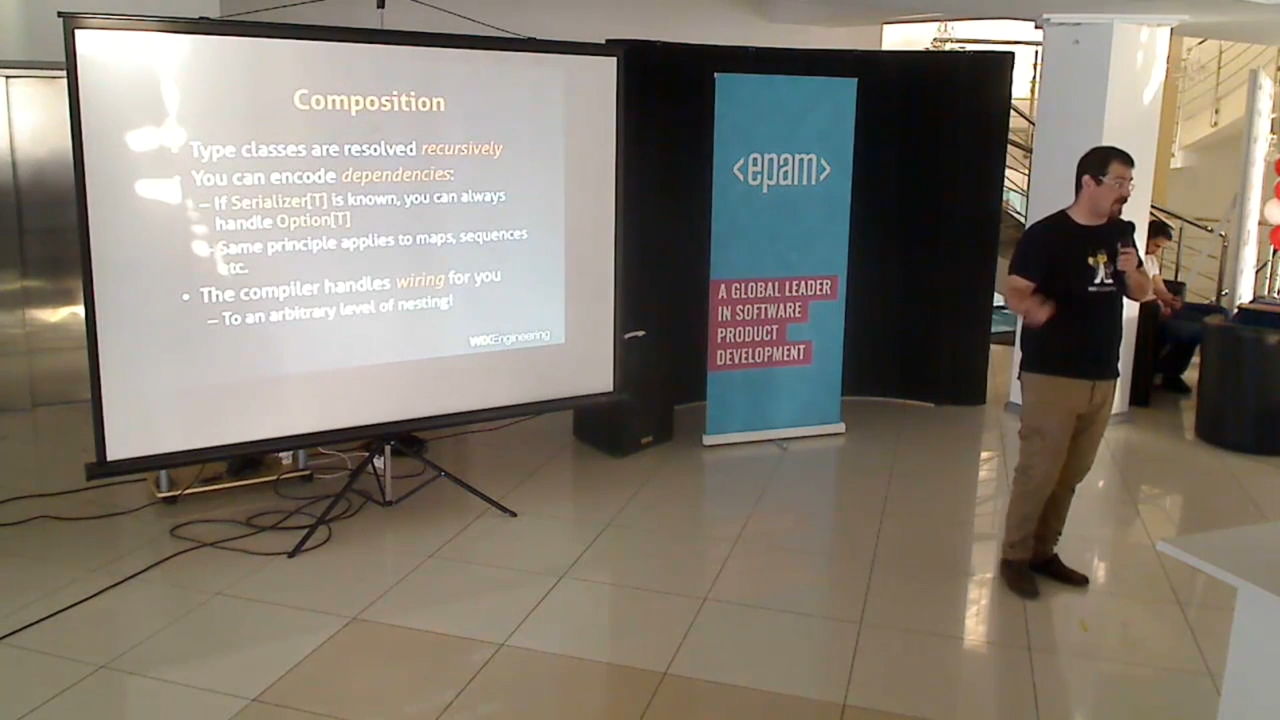 Composition
Type classes are resolved recursively
You can encode dependencies:
– If Serializer[T] is known, you can always
handle Option[T]
– Same principle applies to maps, sequences
etc.
• The compiler handles wiring for you
– To an arbitrary level of nesting!
WIXEngineering
<epam>
A GLOBAL LEADER
IN SOFTWARE
PRODUCT
DEVELOPMENT